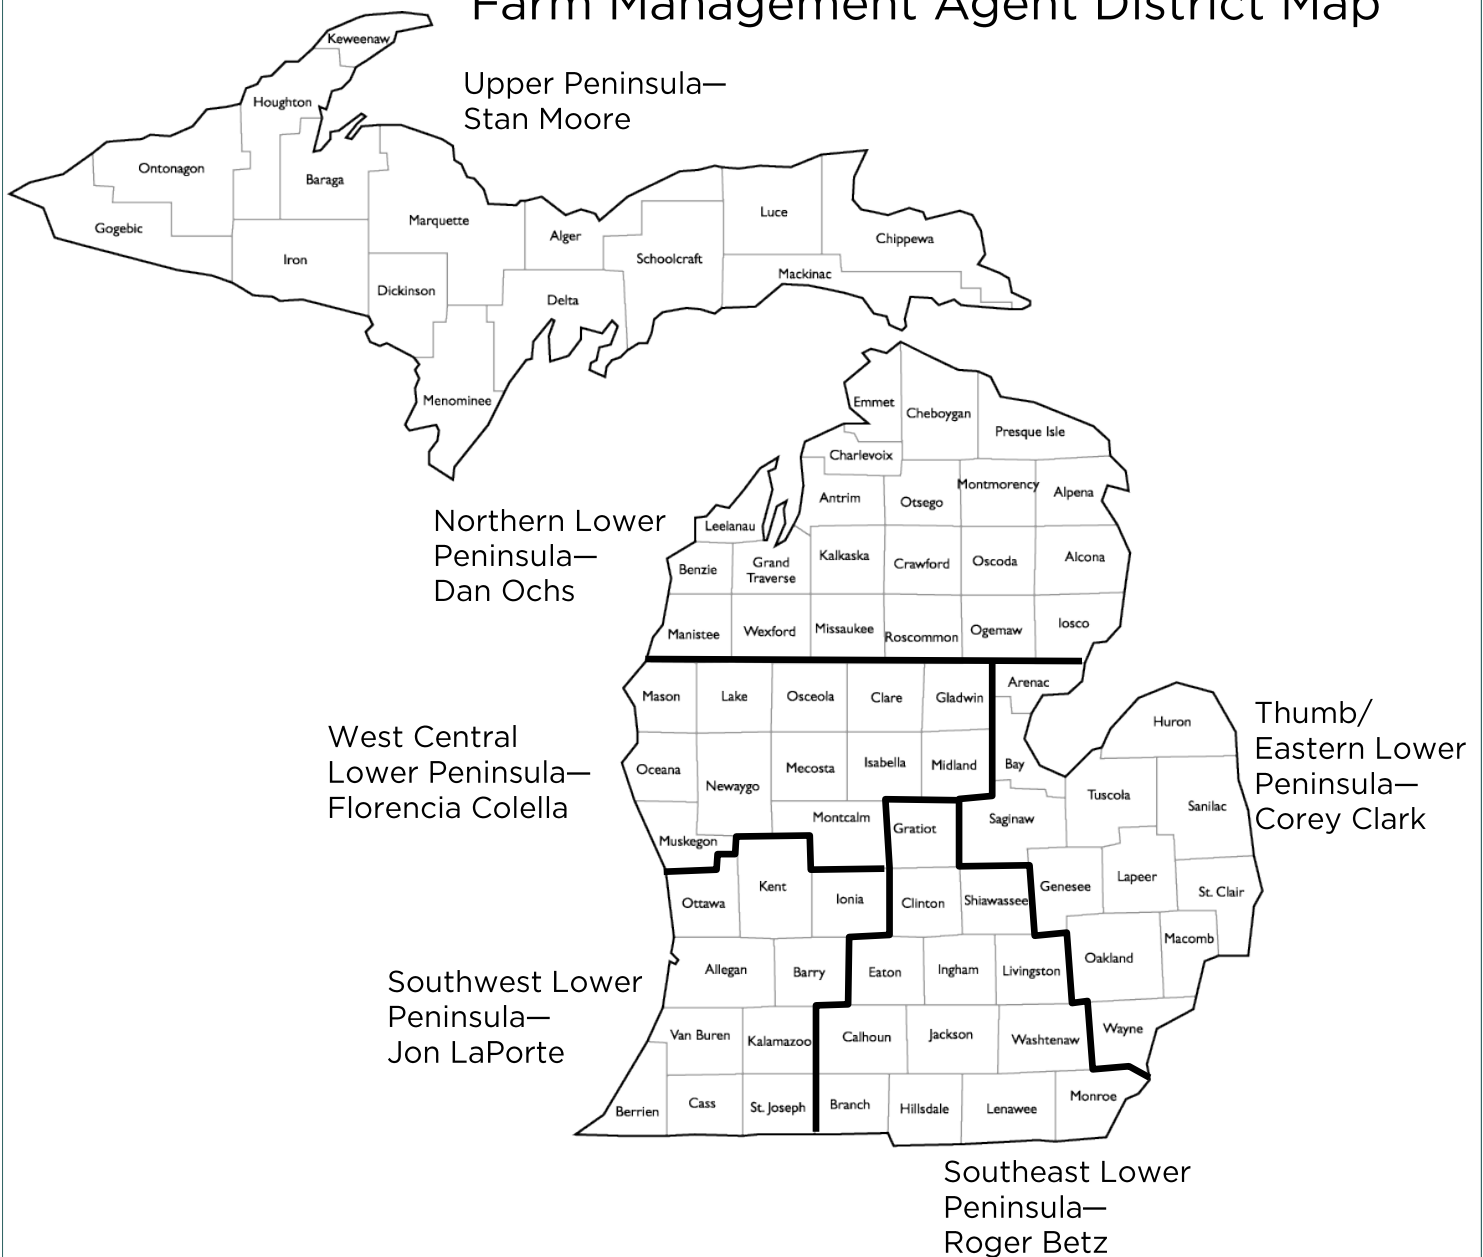 Farm Management Agent District Map
Keweenaw
Upper Peninsula—
Stan Moore
Houghton
Ontonagon
Baraga
Gogebic
Marquette
Iron
Dickinson
Alger
Schoolcraft
Luce
Chippewa
Mackinac
Delta
Menominee
Emmet
Cheboygan
Presque Isle
Charlevoix
Antrim
Otsego
Montmorency
Alpena
Northern Lower
Peninsula—
Dan Ochs
Leelanau
Benzie
Grand
Traverse
Kalkaska
Crawford
Oscoda
Alcona
Manistee
Wexford
Missaukee
Roscommon
Ogemaw
Iosco
Mason
Lake
Osceola
Clare
Gladwin
Arenac
Huron
Thumb/
Eastern Lower
Peninsula—
Corey Clark
West Central
Lower Peninsula—
Florencia Colella
Oceana
Newaygo
Mecosta
Isabella
Midland
Bay
Tuscola
Sanilac
Muskegon
Montcalm
Gratiot
Saginaw
Ottawa
Kent
Ionia
Clinton
Shiawassee
Genesee
Lapeer
St. Clair
Southwest Lower
Peninsula—
Jon LaPorte
Allegan
Barry
Eaton
Ingham
Livingston
Oakland
Macomb
Van Buren
Kalamazoo
Calhoun
Jackson
Washtenaw
Wayne
Berrien
Cass
St. Joseph
Branch
Hillsdale
Lenawee
Monroe
Southeast Lower
Peninsula—
Roger Betz